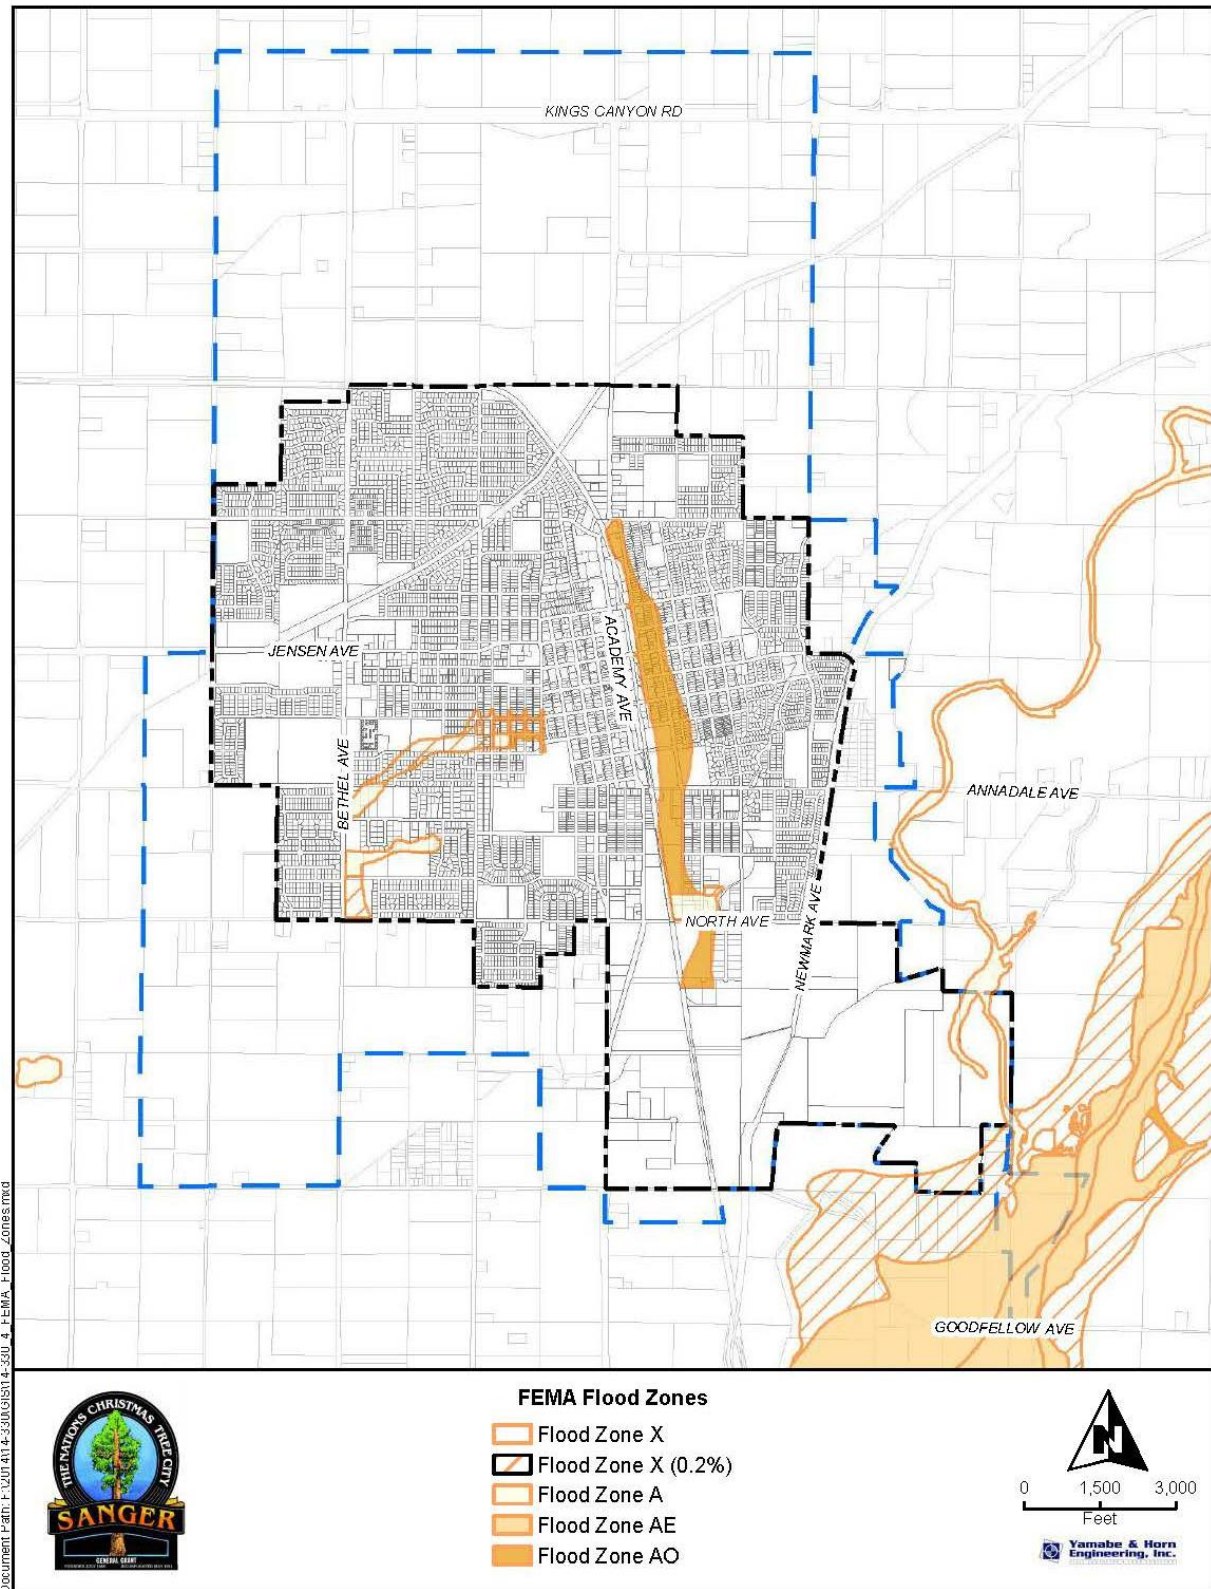 KINGS CANYON RD
JENSEN AVE
ACADEMY AVE
BETHEL AVE
ANNADALE AVE
NORTH AVE
NEWMARK AVE
GOODFELLOW AVE
FEMA Flood Zones
Flood Zone X
Flood Zone X (0.2%)
Flood Zone A
Flood Zone AE
Flood Zone AO
THE NATIONS CHRISTMAS TREE CITY
SANGER
GENERAL GRANT
N
0 1,500 3,000
Feet
Yamabe & Horn
Engineering, Inc.